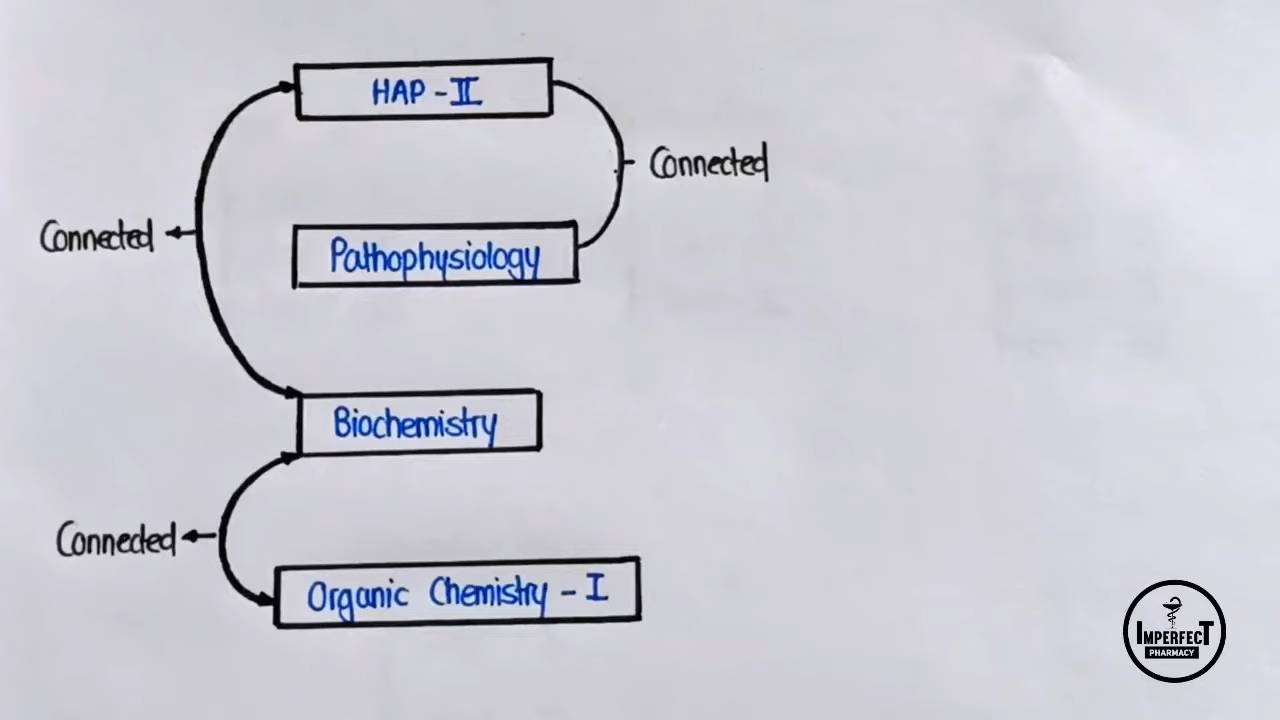 HAP - II
Connected
Connected
Pathophysiology
Biochemistry
Connected
Organic Chemistry - I
IMPERFECT
PHARMACY